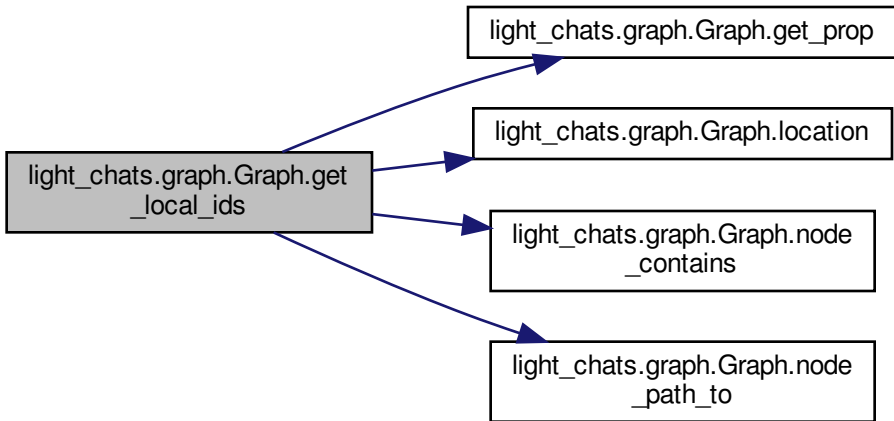 light_chats.graph.Graph.get_prop
light_chats.graph.Graph.location
light_chats.graph.Graph.get
_local_ids
light_chats.graph.Graph.node
_contains
light_chats.graph.Graph.node
_path_to